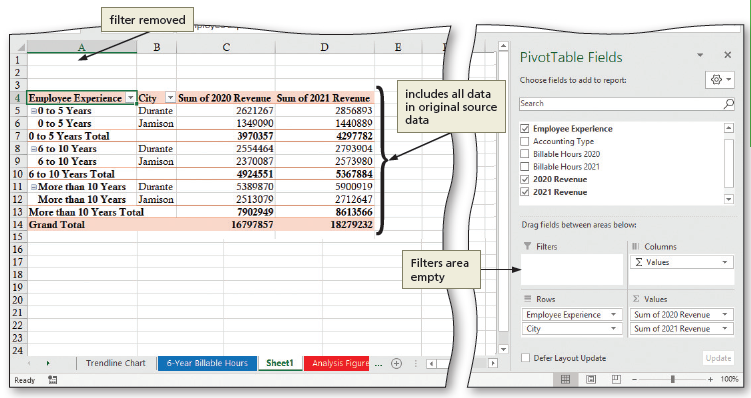 filter removed
A B C D E
1
2
3
4 Employee Experience City Sum of 2020 Revenue Sum of 2021 Revenue
5 0 to 5 Years Durante 2621267 2856893
6 0 to 5 Years Jamison 1349090 1440889
7 0 to 5 Years Total 3970357 4297782
8 6 to 10 Years Durante 2554464 2793904
9 6 to 10 Years Jamison 2370087 2573980
10 6 to 10 Years Total 4924551 5367884
11 More than 10 Years Durante 5389870 5900919
12 More than 10 Years Jamison 2513079 2712647
13 More than 10 Years Total 7902949 8613566
14 Grand Total 16797857 18279232
15
16
17
18
19
20
21
22
23
24
Trendline Chart 6-Year Billable Hours Sheet1 Analysis Figure ...
Ready
includes all data
in original source
data
Filters area
empty
PivotTable Fields
Choose fields to add to report:
Search
Employee Experience
Accounting Type
Billable Hours 2020
Billable Hours 2021
2020 Revenue
2021 Revenue
Drag fields between areas below:
Filters
Columns
Σ Values
Rows
Σ Values
Employee Experience
Sum of 2020 Revenue
City
Sum of 2021 Revenue
Defer Layout Update
Update
100%